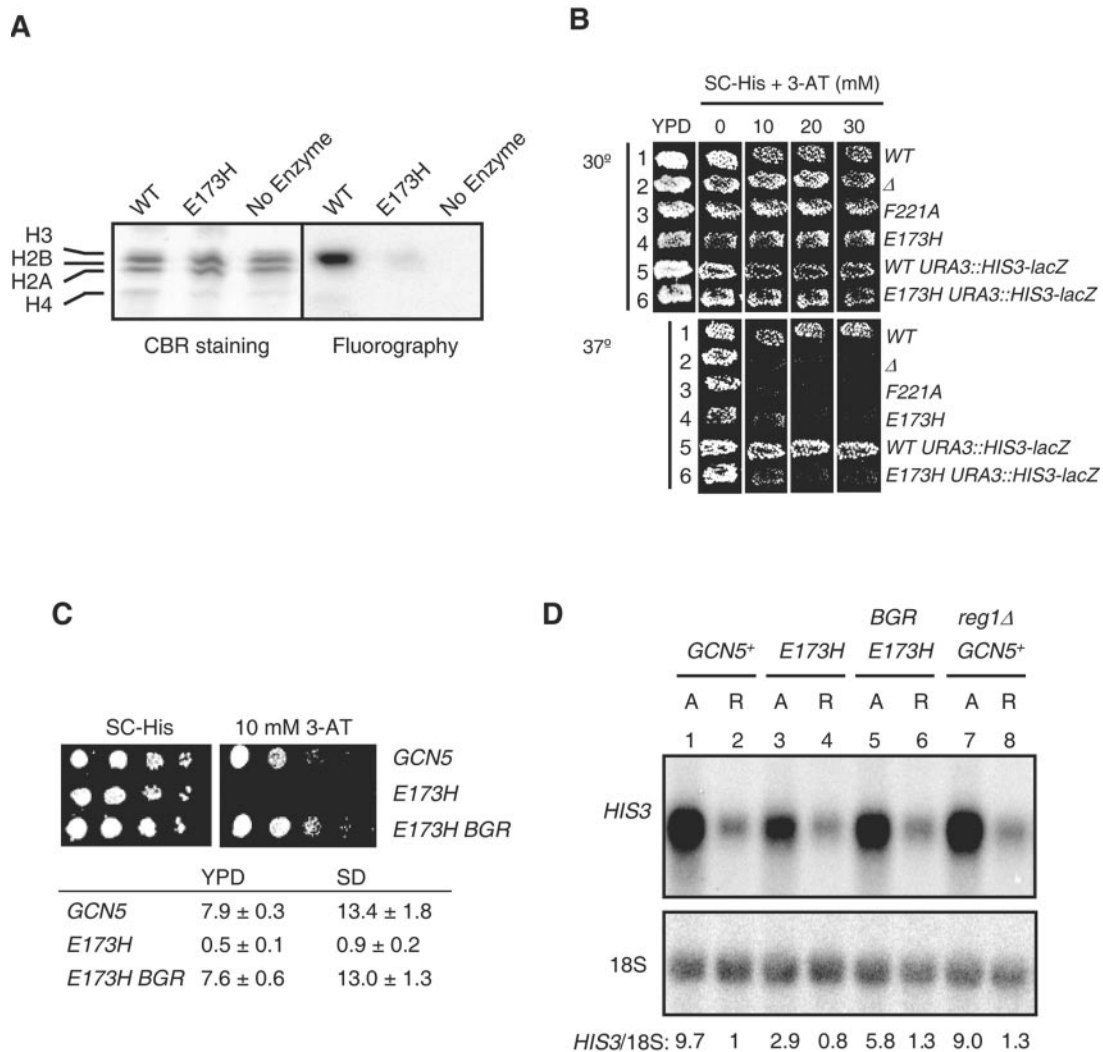 A
WT
E173H
No Enzyme
WT
E173H
No Enzyme
H3
H2B
H2A
H4
CBR staining
Fluorography
B
SC-His + 3-AT (mM)
YPD 0 10 20 30
30º
1 WT
2 Δ
3 F221A
4 E173H
5 WT URA3::HIS3-lacZ
6 E173H URA3::HIS3-lacZ
37º
1 WT
2 Δ
3 F221A
4 E173H
5 WT URA3::HIS3-lacZ
6 E173H URA3::HIS3-lacZ
C
SC-His 10 mM 3-AT
GCN5
E173H
E173H BGR
YPD SD
GCN5 7.9 ± 0.3 13.4 ± 1.8
E173H 0.5 ± 0.1 0.9 ± 0.2
E173H BGR 7.6 ± 0.6 13.0 ± 1.3
D
BGR reg1Δ
GCN5+ E173H E173H GCN5+
A R A R A R A R
1 2 3 4 5 6 7 8
HIS3
18S
HIS3/18S: 9.7 1 2.9 0.8 5.8 1.3 9.0 1.3